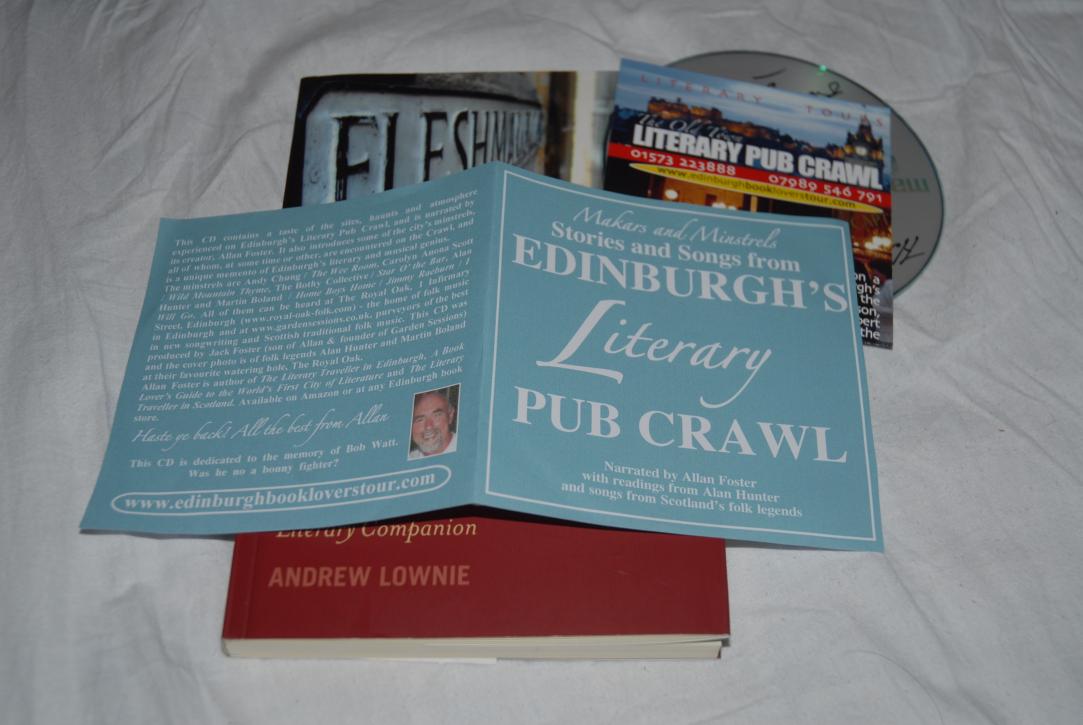 FLESHMA
LITERARY TOURS
The Old Town
LITERARY PUB CRAWL
01573 223888
07989 546 791
www.edinburghbookloverstour.com
on a
gh's
the
son,
bert
the
This CD contains a taste of the sites, haunts and atmosphere
experienced on Edinburgh's Literary Pub Crawl, and is narrated by
its creator, Allan Foster. It also introduces some of the city's minstrels,
all of whom, at some time or other, are encountered on the Crawl, and
is a unique memento of Edinburgh's literary and musical genius.
The minstrels are Andy Chung / The Wee Room, Carolyn Anona Scott
/ Wild Mountain Thyme, The Bothy Collective / Star O' the Bar, Alan
Hunter and Martin Boland / Home Boys Home / Jimmy Raeburn / I
Will Go. All of them can be heard at The Royal Oak, 1 Infirmary
Street, Edinburgh (www.royal-oak-folk.com) - the home of folk music
in Edinburgh and at www.gardensessions.co.uk, purveyors of the best
in new songwriting and Scottish traditional folk music. This CD was
produced by Jack Foster (son of Allan & founder of Garden Sessions)
and the cover photo is of folk legends Alan Hunter and Martin Boland
at their favourite watering hole, The Royal Oak.
Allan Foster is author of The Literary Traveller in Edinburgh, A Book
Lover's Guide to the World's First City of Literature and The Literary
Traveller in Scotland. Available on Amazon or at any Edinburgh book
store.
Haste ye back! All the best from Allan
This CD is dedicated to the memory of Bob Watt.
Was he no a bonny fighter?
www.edinburghbookloverstour.com
Makars and Minstrels
Stories and Songs from
EDINBURGH'S
Literary
PUB CRAWL
Narrated by Allan Foster
with readings from Alan Hunter
and songs from Scotland's folk legends
Literary Companion
ANDREW LOWNIE